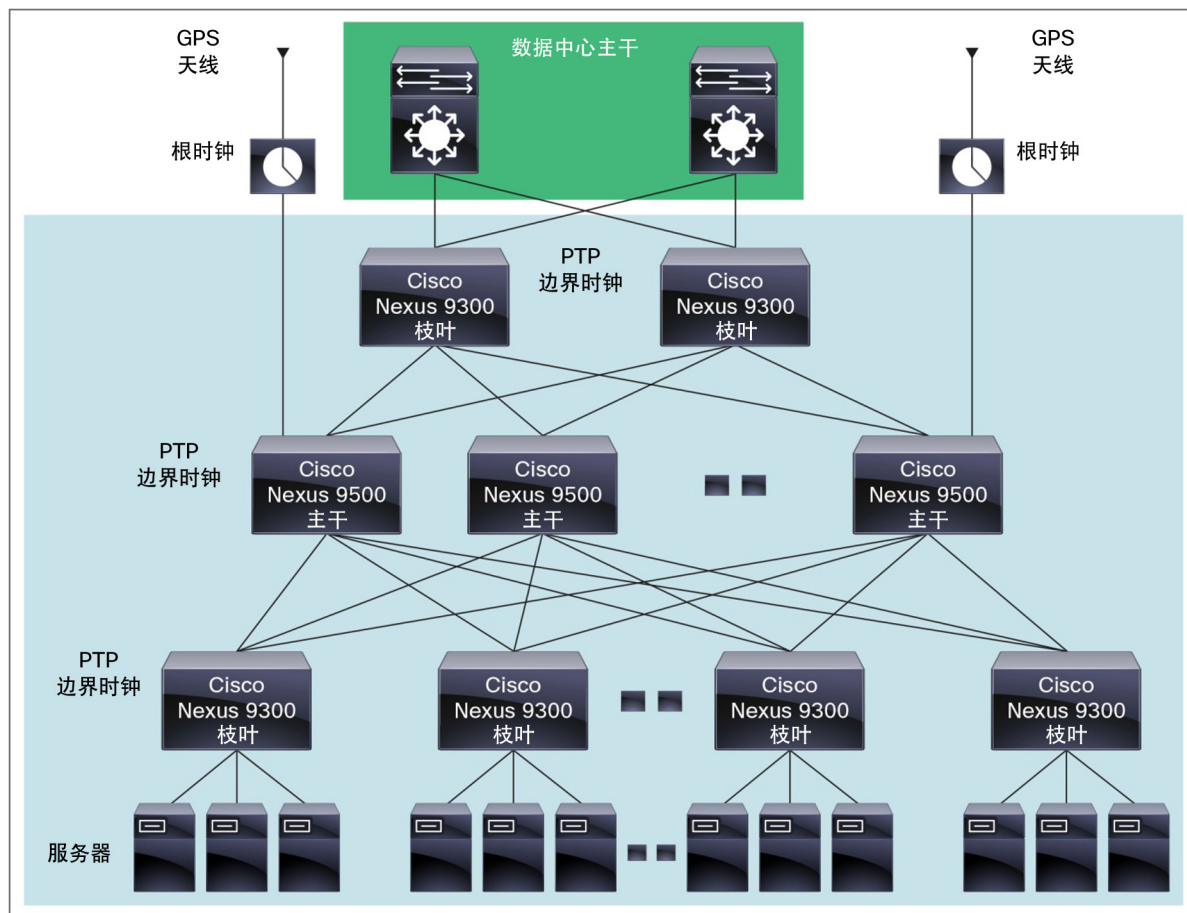 GPS
天线
数据中心主干
GPS
天线
根时钟
根时钟
PTP
边界时钟
Cisco
Nexus 9300
枝叶
Cisco
Nexus 9300
枝叶
PTP
边界时钟
Cisco
Nexus 9500
主干
Cisco
Nexus 9500
主干
Cisco
Nexus 9500
主干
PTP
边界时钟
Cisco
Nexus 9300
枝叶
Cisco
Nexus 9300
枝叶
Cisco
Nexus 9300
枝叶
Cisco
Nexus 9300
枝叶
服务器